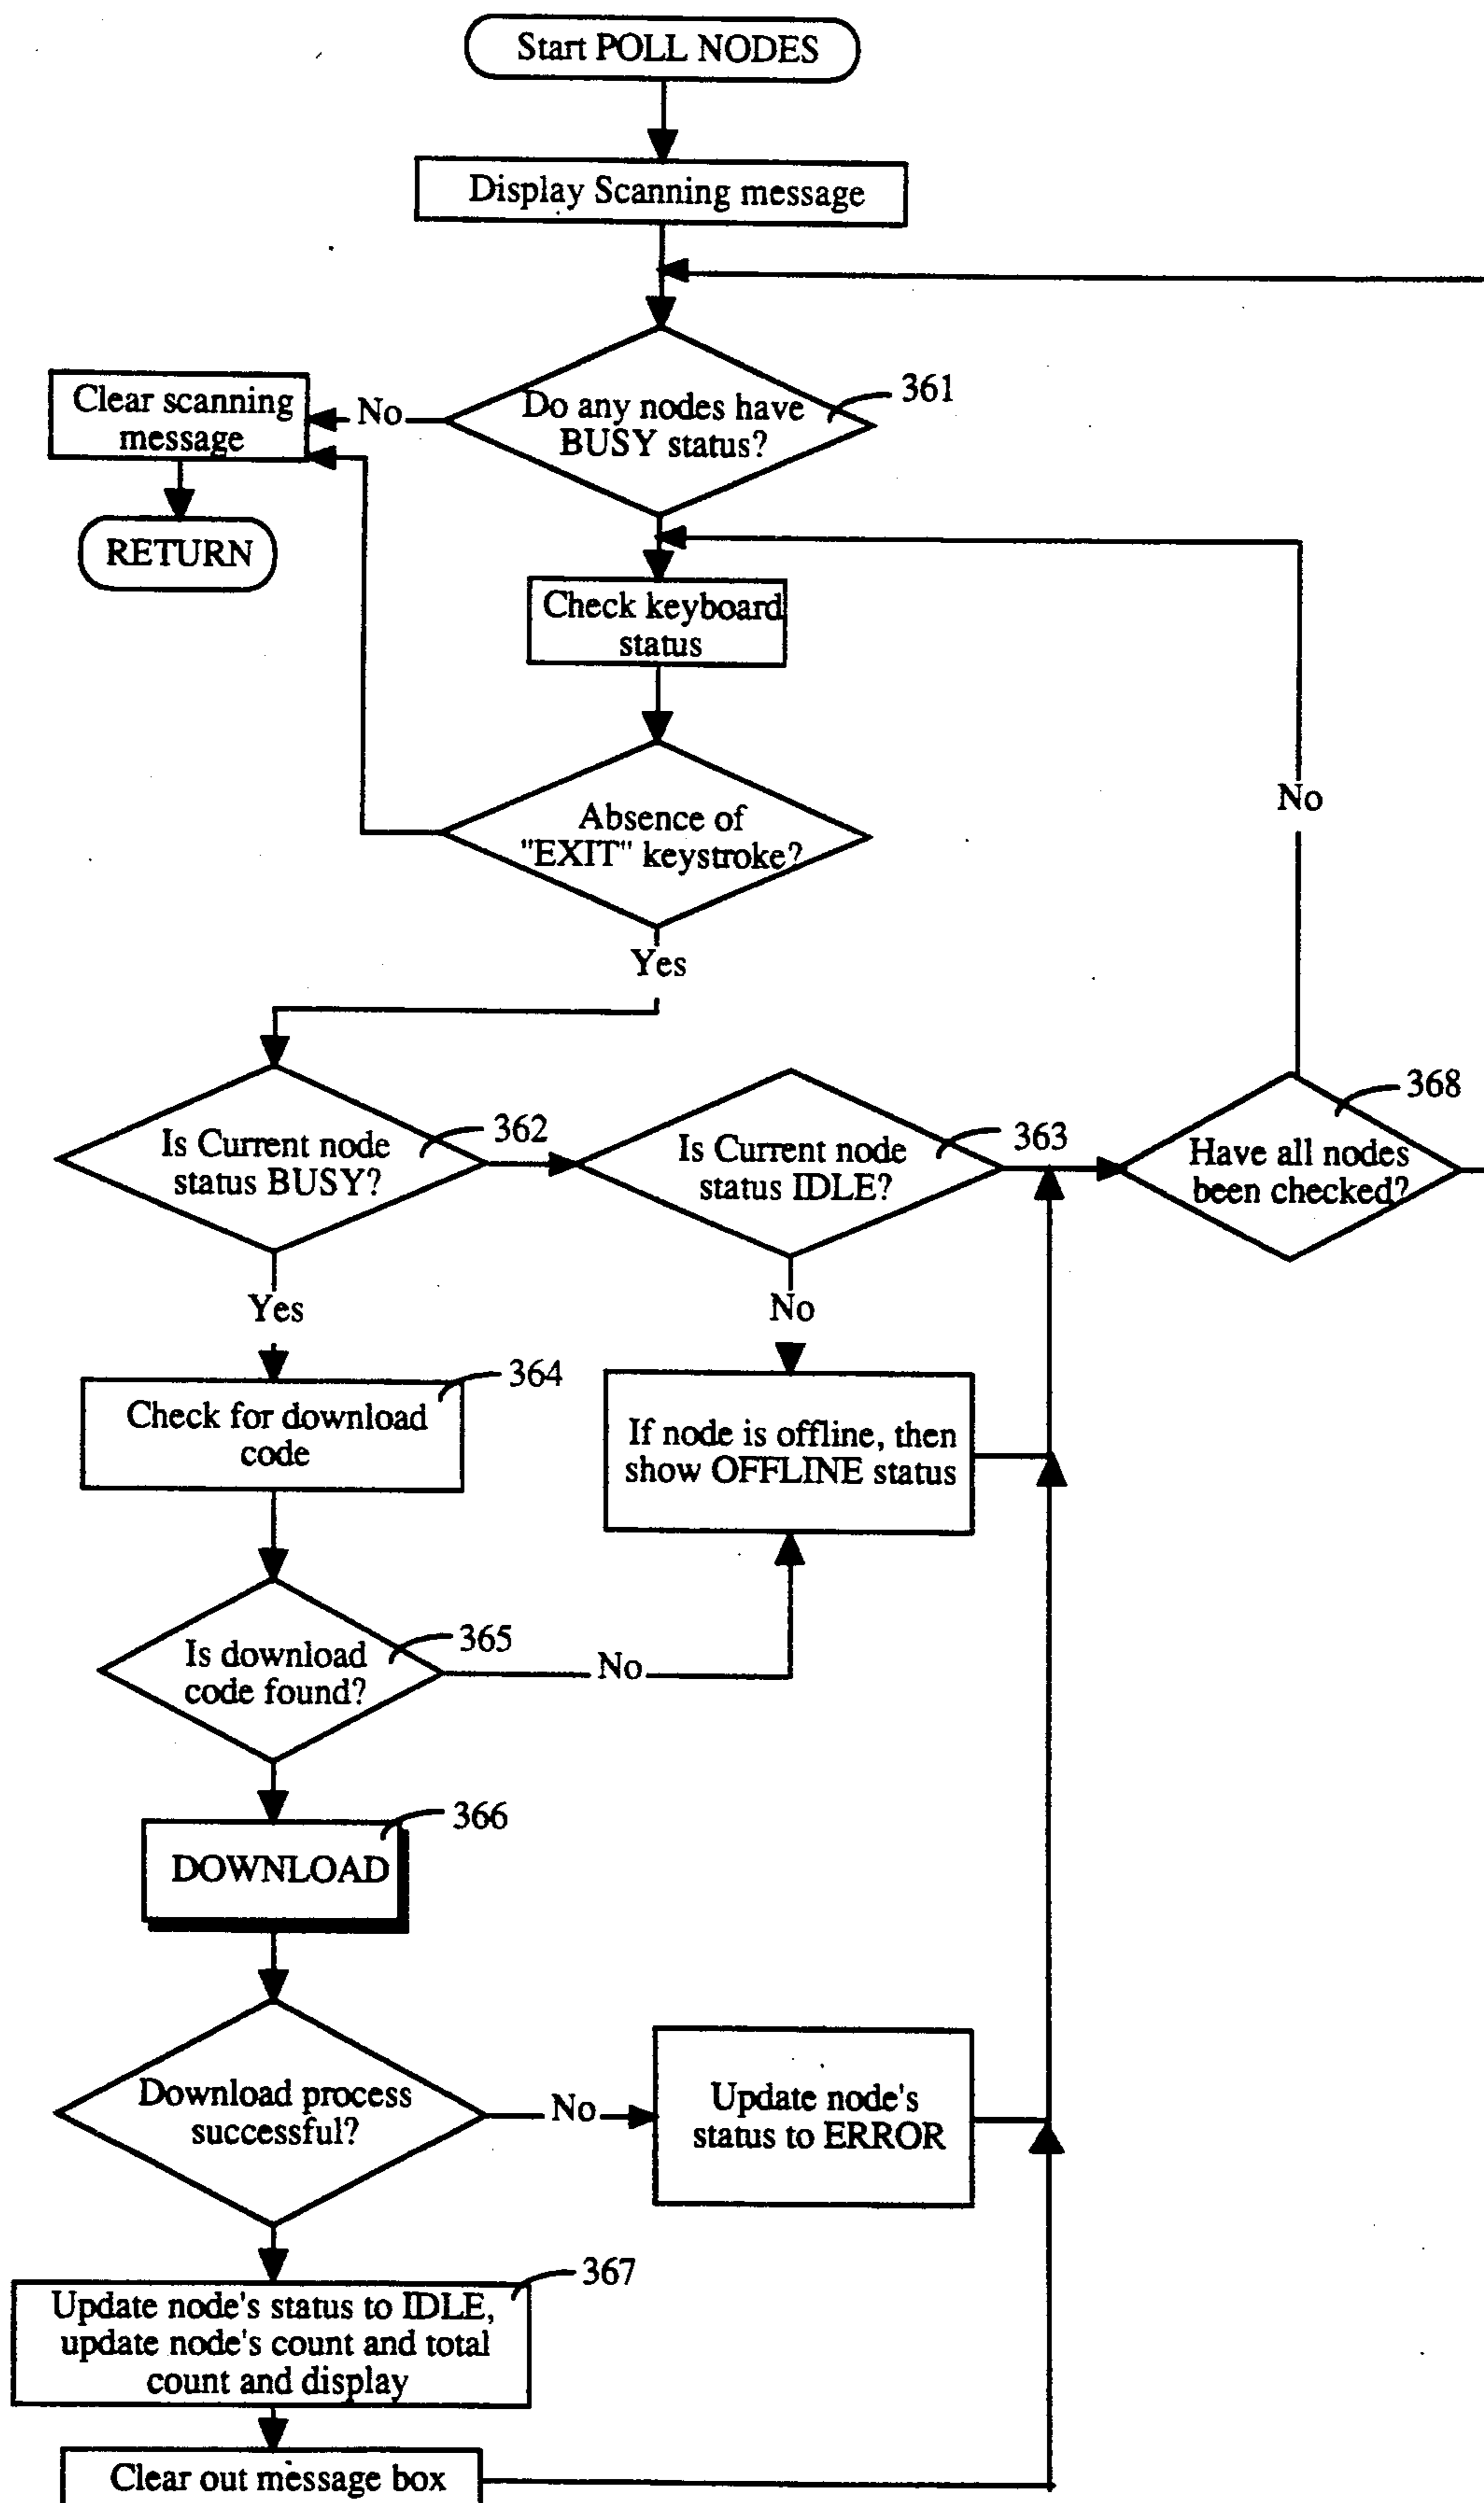 Start POLL NODES
Display Scanning message
361
Do any nodes have
BUSY status?
No
Clear scanning
message
RETURN
Check keyboard
status
Absence of
"EXIT" keystroke?
No
Yes
362
Is Current node
status BUSY?
363
Is Current node
status IDLE?
368
Have all nodes
been checked?
Yes
No
364
Check for download
code
If node is offline, then
show OFFLINE status
365
Is download
code found?
No
366
DOWNLOAD
Download process
successful?
No
Update node's
status to ERROR
367
Update node's status to IDLE,
update node's count and total
count and display
Clear out message box